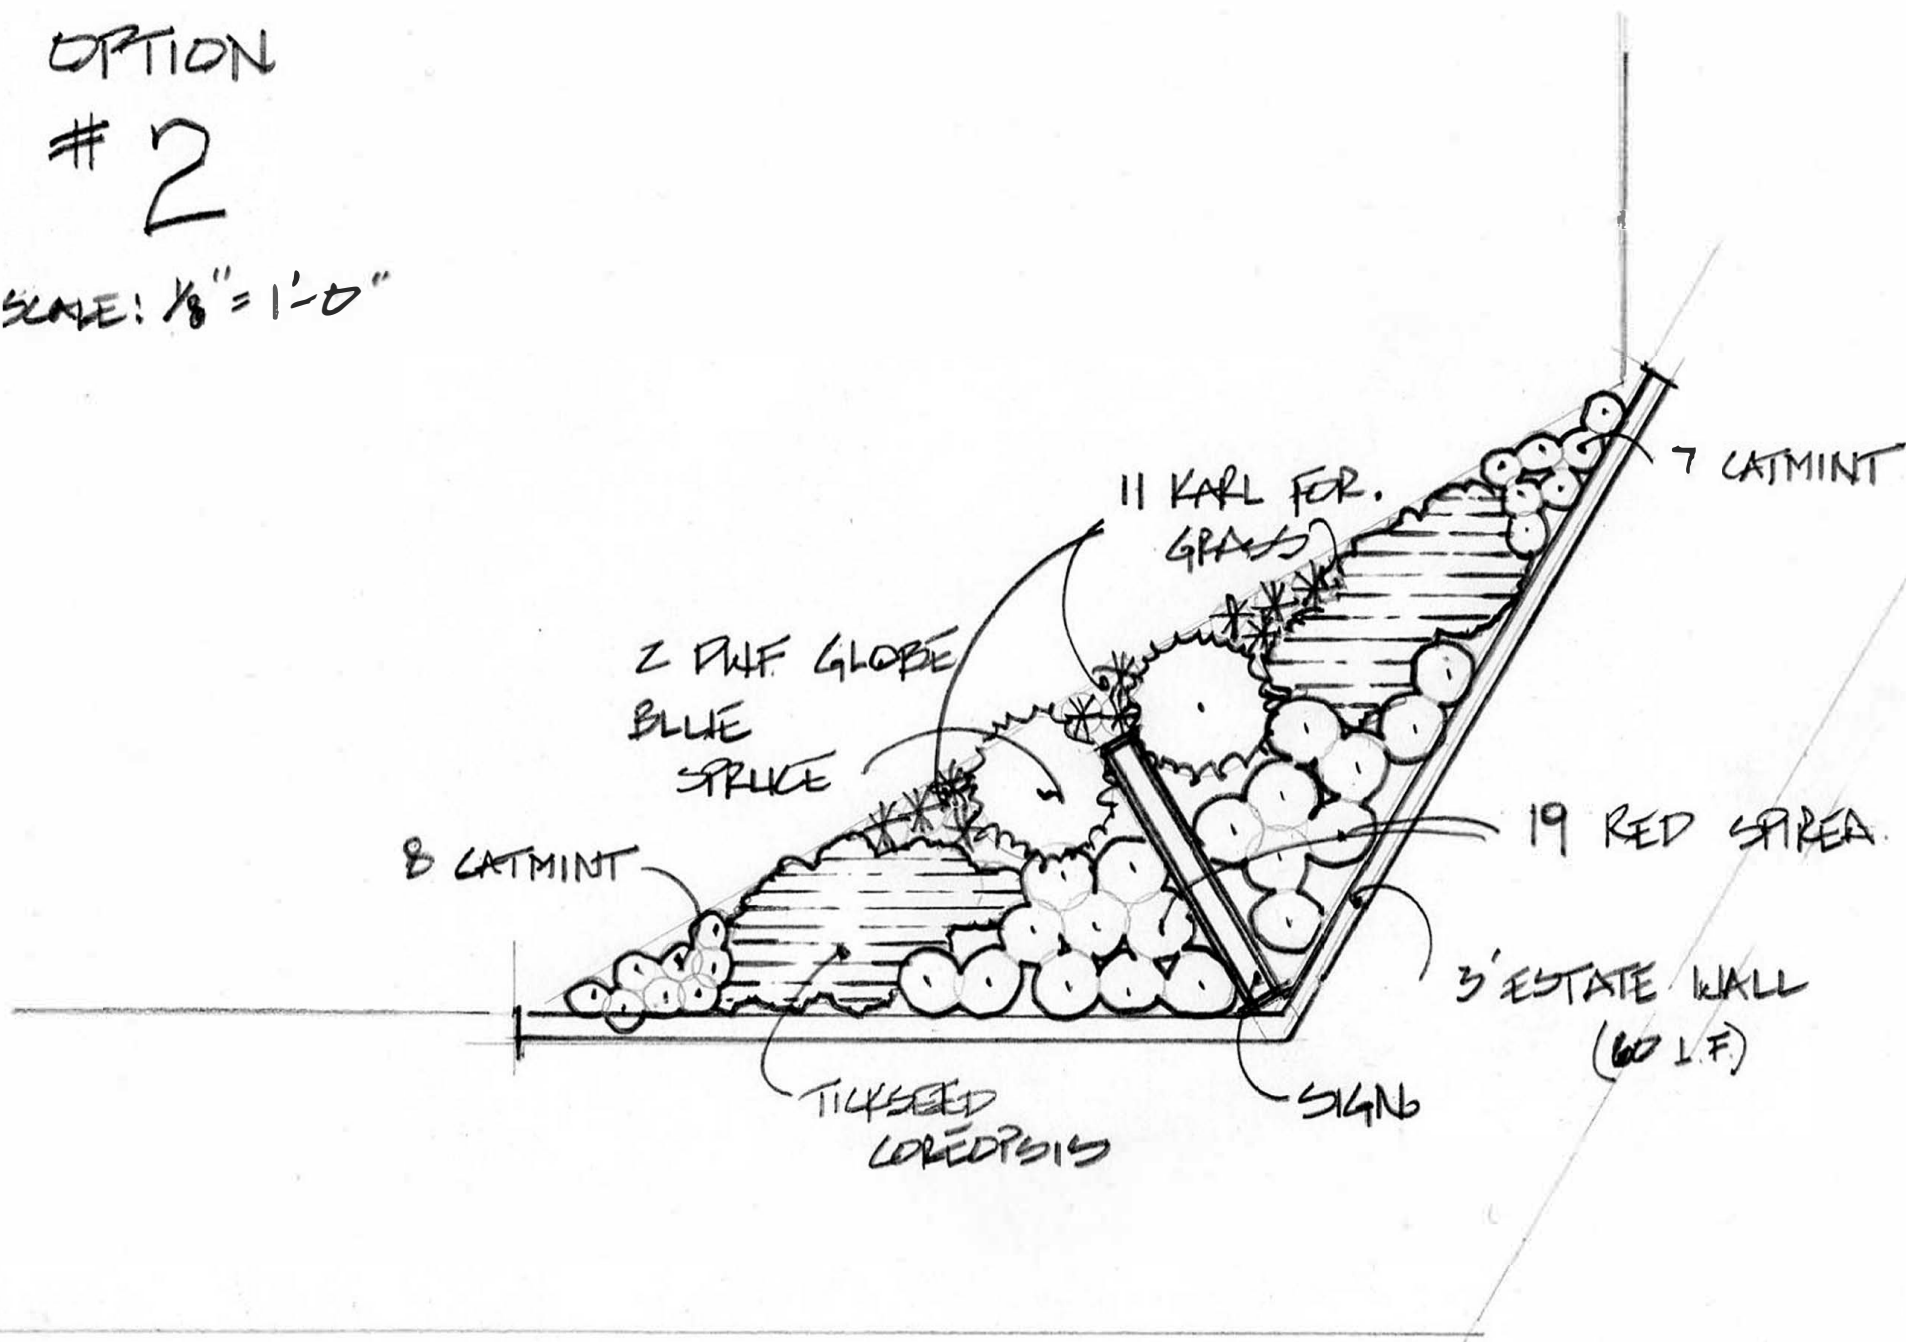 OPTION
# 2
SCALE: 1/8" = 1'-0"
7 CATMINT
11 KARL FOR.
GRASS
2 DWF. GLOBE
BLUE
SPRUCE
8 CATMINT
19 RED SPIREA.
3' ESTATE WALL
(60 L.F.)
SIGN
TICKSEED
COREOPSIS